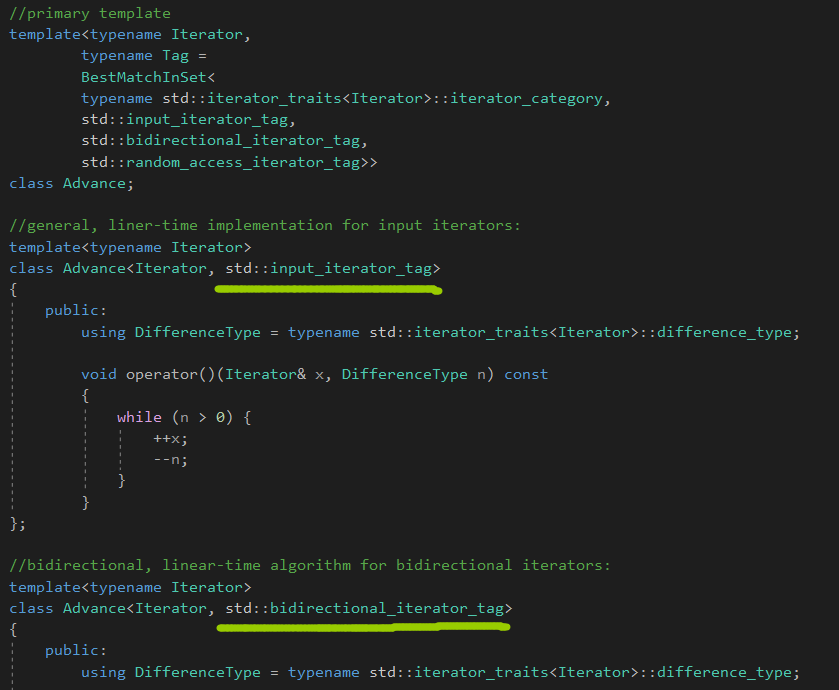 //primary template
template<typename Iterator,
typename Tag =
BestMatchInSet<
typename std::iterator_traits<Iterator>::iterator_category,
std::input_iterator_tag,
std::bidirectional_iterator_tag,
std::random_access_iterator_tag>>
class Advance;
//general, liner-time implementation for input iterators:
template<typename Iterator>
class Advance<Iterator, std::input_iterator_tag>
{
public:
using DifferenceType = typename std::iterator_traits<Iterator>::difference_type;
void operator()(Iterator& x, DifferenceType n) const
{
while (n > 0) {
++x;
--n;
}
}
};
//bidirectional, linear-time algorithm for bidirectional iterators:
template<typename Iterator>
class Advance<Iterator, std::bidirectional_iterator_tag>
{
public:
using DifferenceType = typename std::iterator_traits<Iterator>::difference_type;